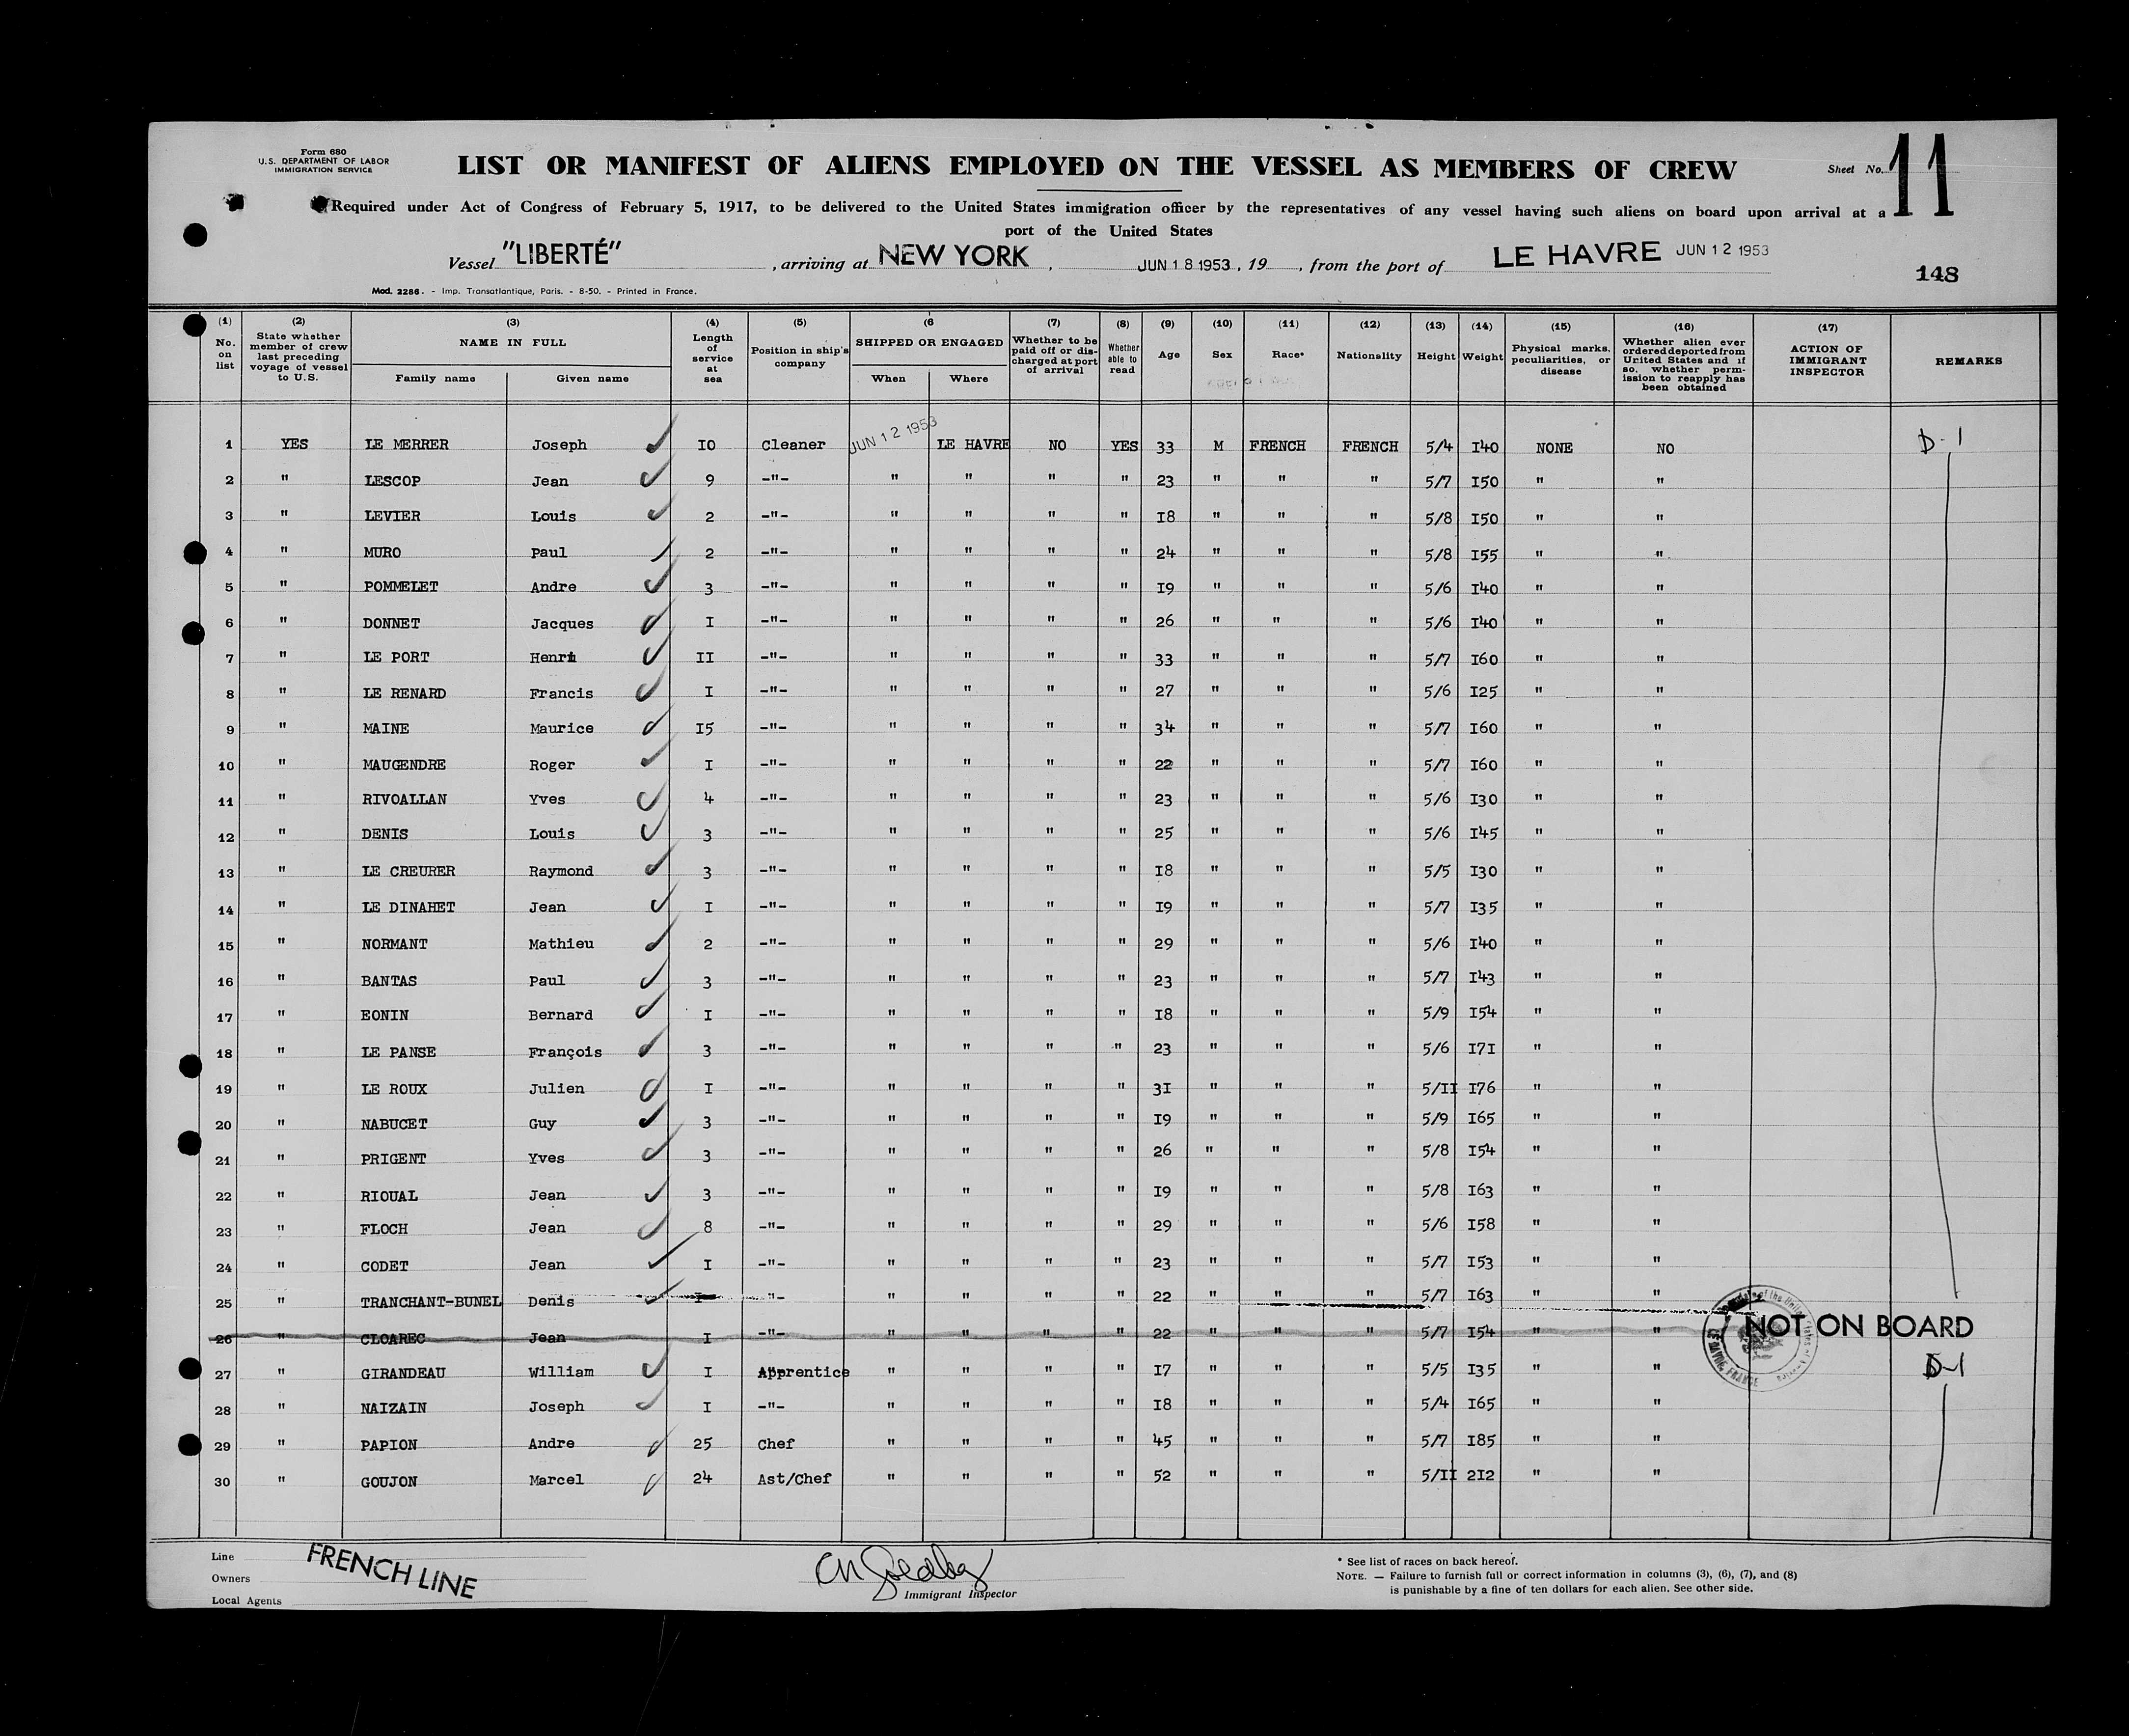 Form 680
U.S. DEPARTMENT OF LABOR
IMMIGRATION SERVICE
LIST OR MANIFEST OF ALIENS EMPLOYED ON THE VESSEL AS MEMBERS OF CREW
Sheet No. 11
Required under Act of Congress of February 5, 1917, to be delivered to the United States immigration officer by the representatives of any vessel having such aliens on board upon arrival at a
port of the United States
Vessel "LIBERTÉ" , arriving at NEW YORK , JUN 18 1953 , 19 , from the port of LE HAVRE JUN 12 1953
148
Mod. 2286. - Imp. Transatlantique, Paris. - 8-50. - Printed in France.
(1) No. on list (2) State whether member of crew last preceding voyage of vessel to U.S. (3) NAME IN FULL Family name Given name (4) Length of service at sea (5) Position in ship's company (6 SHIPPED OR ENGAGED When Where (7) Whether to be paid off or discharged at port of arrival (8) Whether able to read (9) Age (10) Sex (11) Race* (12) Nationality (13) Height (14) Weight (15) Physical marks, peculiarities, or disease (16) Whether alien ever ordered deported from United States and if so, whether permission to reapply has been obtained (17) ACTION OF IMMIGRANT INSPECTOR REMARKS
1 YES LE MERRER Joseph IO Cleaner JUN 12 1953 LE HAVRE NO YES 33 M FRENCH FRENCH 5/4 I40 NONE NO D-1
2 " LESCOP Jean 9 -"- " " " " 23 " " " 5/7 I50 " "
3 " LEVIER Louis 2 -"- " " " " I8 " " " 5/8 I50 " "
4 " MURO Paul 2 -"- " " " " 24 " " " 5/8 I55 " "
5 " POMMELET Andre 3 -"- " " " " I9 " " " 5/6 I40 " "
6 " DONNET Jacques I -"- " " " " 26 " " " 5/6 I40 " "
7 " LE PORT Henri II -"- " " " " 33 " " " 5/7 I60 " "
8 " LE RENARD Francis I -"- " " " " 27 " " " 5/6 I25 " "
9 " MAINE Maurice I5 -"- " " " " 34 " " " 5/7 I60 " "
10 " MAUGENDRE Roger I -"- " " " " 22 " " " 5/7 I60 " "
11 " RIVOALLAN Yves 4 -"- " " " " 23 " " " 5/6 I30 " "
12 " DENIS Louis 3 -"- " " " " 25 " " " 5/6 I45 " "
13 " LE CREURER Raymond 3 -"- " " " " I8 " " " 5/5 I30 " "
14 " LE DINAHET Jean I -"- " " " " I9 " " " 5/7 I35 " "
15 " NORMANT Mathieu 2 -"- " " " " 29 " " " 5/6 I40 " "
16 " BANTAS Paul 3 -"- " " " " 23 " " " 5/7 I43 " "
17 " EONIN Bernard I -"- " " " " I8 " " " 5/9 I54 " "
18 " LE PANSE François 3 -"- " " " " 23 " " " 5/6 I7I " "
19 " LE ROUX Julien I -"- " " " " 3I " " " 5/II I76 " "
20 " NABUCET Guy 3 -"- " " " " I9 " " " 5/9 I65 " "
21 " PRIGENT Yves 3 -"- " " " " 26 " " " 5/8 I54 " "
22 " RIOUAL Jean 3 -"- " " " " I9 " " " 5/8 I63 " "
23 " FLOCH Jean 8 -"- " " " " 29 " " " 5/6 I58 " "
24 " CODET Jean I -"- " " " " 23 " " " 5/7 I53 " "
25 " TRANCHANT-BUNEL Denis I -"- " " " " 22 " " " 5/7 I63 " "
26 " CLOAREC Jean I -"- " " " " 22 " " " 5/7 I54 " " NOT ON BOARD
27 " GIRANDEAU William I Apprentice " " " " I7 " " " 5/5 I35 " " D-1
28 " NAIZAIN Joseph I -"- " " " " I8 " " " 5/4 I65 " "
29 " PAPION Andre 25 Chef " " " " 45 " " " 5/7 I85 " "
30 " GOUJON Marcel 24 Ast/Chef " " " " 52 " " " 5/II 2I2 " "
LE HAVRE, FRANCE
Line
Owners FRENCH LINE
Local Agents
Immigrant Inspector
* See list of races on back hereof.
NOTE. — Failure to furnish full or correct information in columns (3), (6), (7), and (8)
is punishable by a fine of ten dollars for each alien. See other side.